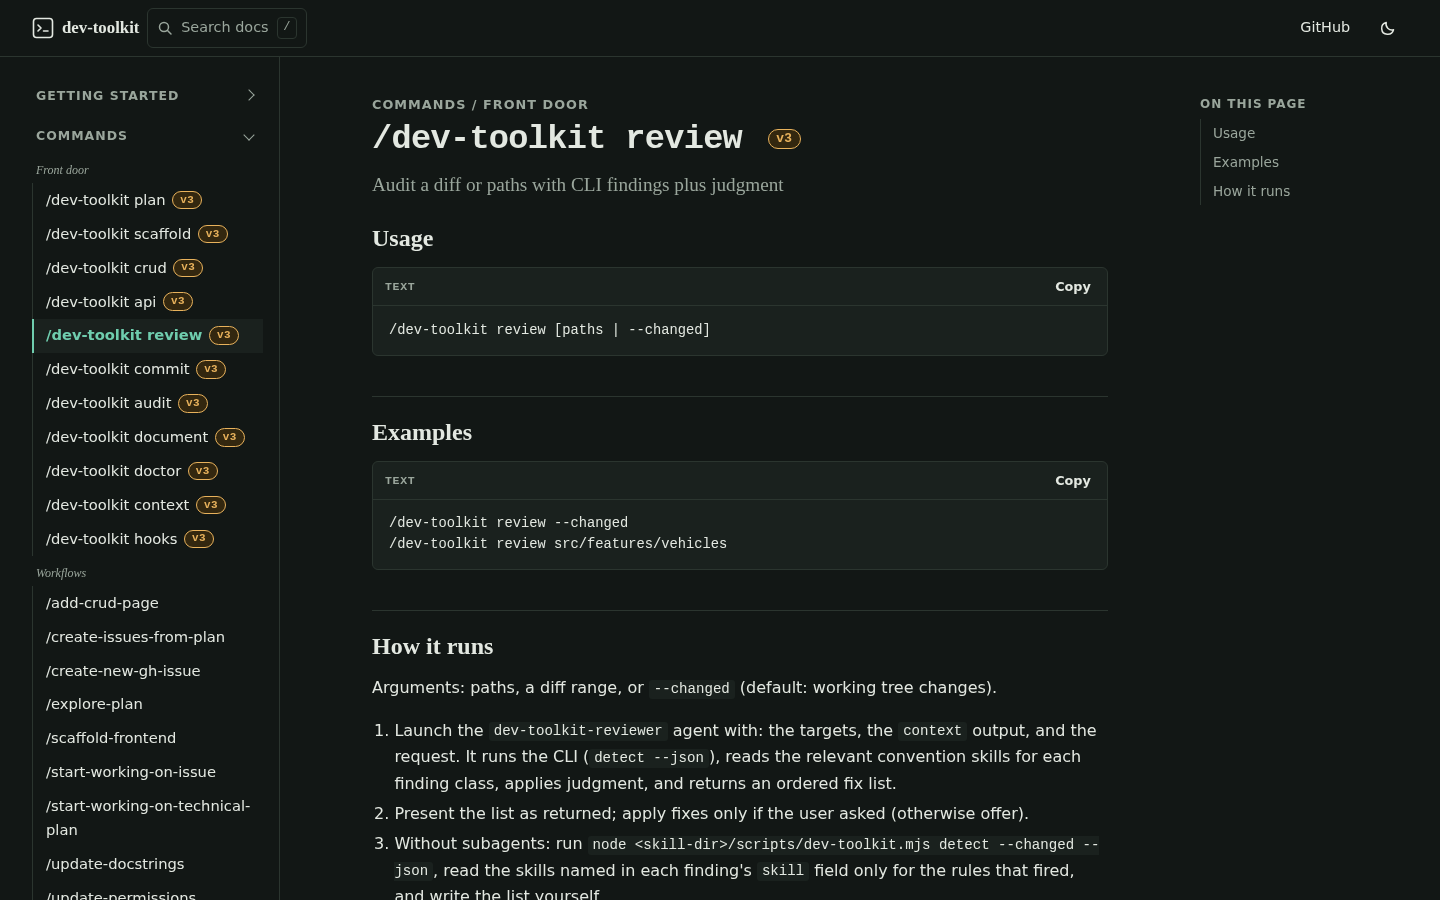 dev-toolkit
Search docs /
GitHub
GETTING STARTED
COMMANDS
Front door
/dev-toolkit plan v3
/dev-toolkit scaffold v3
/dev-toolkit crud v3
/dev-toolkit api v3
/dev-toolkit review v3
/dev-toolkit commit v3
/dev-toolkit audit v3
/dev-toolkit document v3
/dev-toolkit doctor v3
/dev-toolkit context v3
/dev-toolkit hooks v3
Workflows
/add-crud-page
/create-issues-from-plan
/create-new-gh-issue
/explore-plan
/scaffold-frontend
/start-working-on-issue
/start-working-on-technical-
plan
/update-docstrings
/update-permissions
COMMANDS / FRONT DOOR
/dev-toolkit review v3
Audit a diff or paths with CLI findings plus judgment
Usage
TEXT
Copy
/dev-toolkit review [paths | --changed]
Examples
TEXT
Copy
/dev-toolkit review --changed
/dev-toolkit review src/features/vehicles
How it runs
Arguments: paths, a diff range, or --changed (default: working tree changes).
1. Launch the dev-toolkit-reviewer agent with: the targets, the context output, and the
request. It runs the CLI ( detect --json ), reads the relevant convention skills for each
finding class, applies judgment, and returns an ordered fix list.
2. Present the list as returned; apply fixes only if the user asked (otherwise offer).
3. Without subagents: run node <skill-dir>/scripts/dev-toolkit.mjs detect --changed --
json , read the skills named in each finding's skill field only for the rules that fired,
and write the list yourself.
ON THIS PAGE
Usage
Examples
How it runs